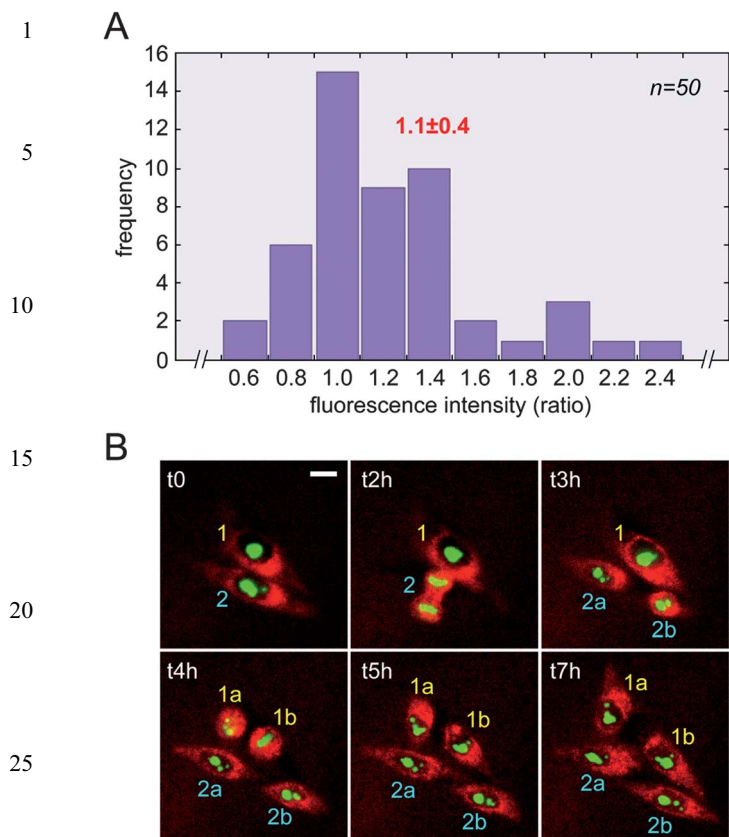 1
A
16
n=50
14
1.1±0.4
5
12
10
frequency
8
6
4
10
2
0
0.6 0.8 1.0 1.2 1.4 1.6 1.8 2.0 2.2 2.4
fluorescence intensity (ratio)
15
B
t0 t2h t3h
1 1 1
2 2 2a
20
2b
t4h t5h t7h
1a 1a 1a
1b 1b 1b
25
2a 2a 2a
2b 2b 2b